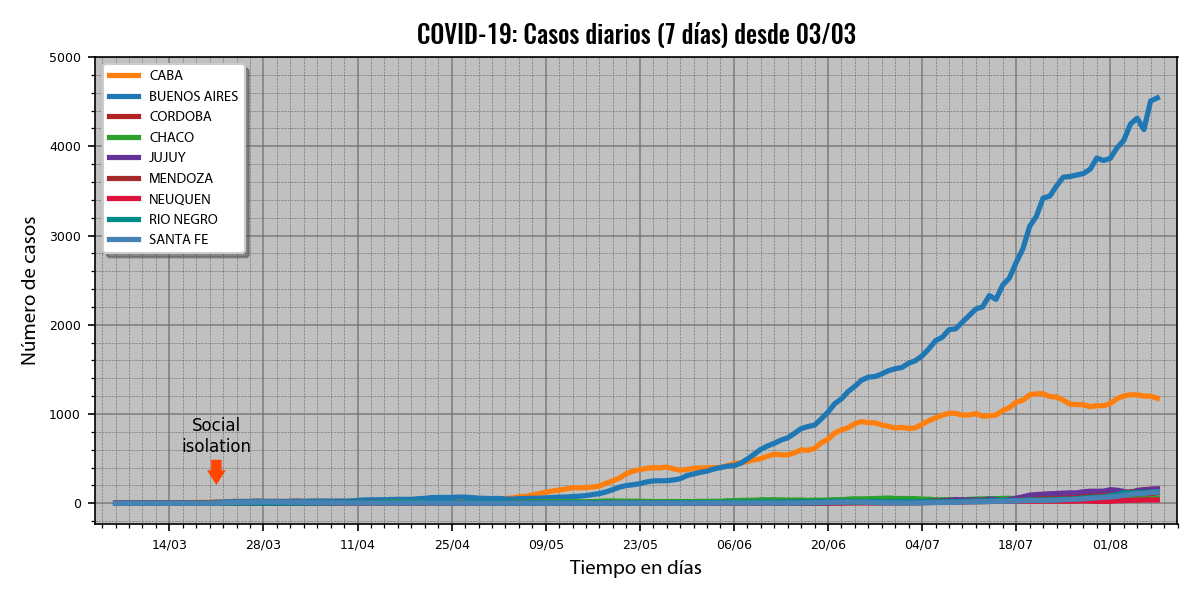 COVID-19: Casos diarios (7 días) desde 03/03
5000
4000
3000
2000
1000
0
Número de casos
CABA
BUENOS AIRES
CORDOBA
CHACO
JUJUY
MENDOZA
NEUQUEN
RIO NEGRO
SANTA FE
Social
isolation
14/03
28/03
11/04
25/04
09/05
23/05
06/06
20/06
04/07
18/07
01/08
Tiempo en días